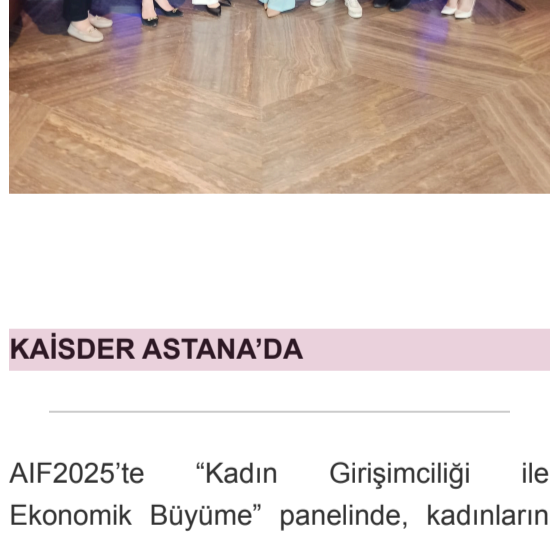 KAİSDER ASTANA’DA
AIF2025’te “Kadın Girişimciliği ile
Ekonomik Büyüme” panelinde, kadınların